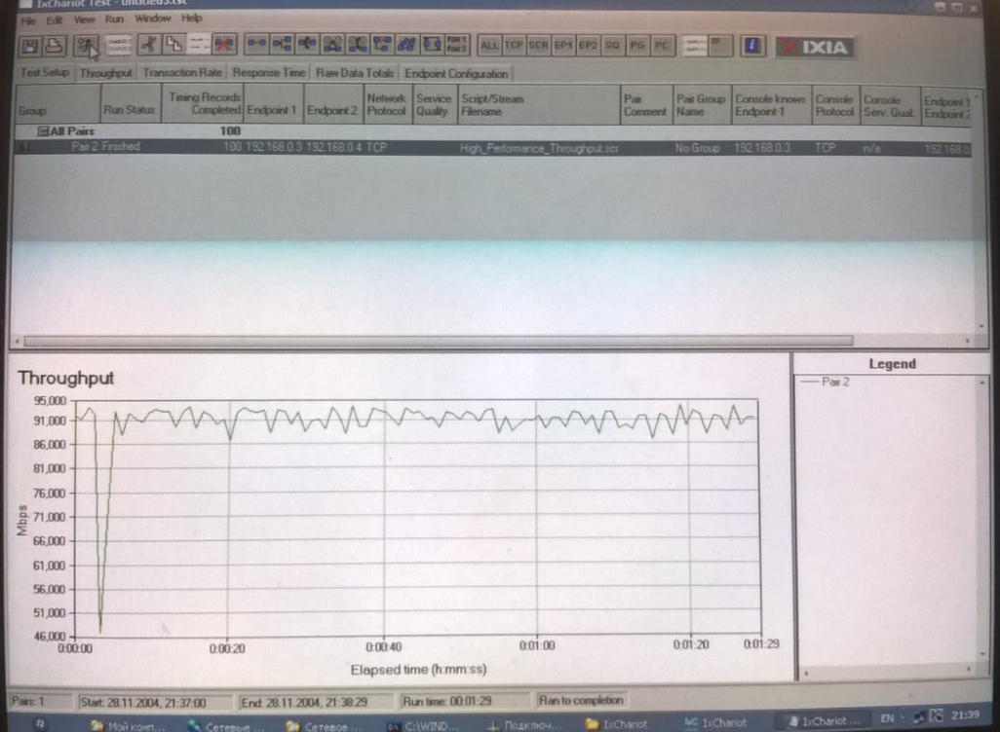 IxChariot Test - untitled3.tst
File Edit View Run Window Help
ALL TCP SCR EP1 EP2 SQ PG PC IXIA
Test Setup Throughput Transaction Rate Response Time Raw Data Totals Endpoint Configuration
Group Run Status Timing Records Completed Endpoint 1 Endpoint 2 Network Protocol Service Quality Script/Stream Filename Pair Comment Pair Group Name Console knows Endpoint 1 Console Protocol Console Serv. Qual. Endpoint 1 Endpoint 2
All Pairs 100
Pair 2 Finished 100 192.168.0.3 192.168.0.4 TCP High_Performance_Throughput.scr No Group 192.168.0.3 TCP n/a 192.168.0
Throughput
Legend
Pair 2
95,000
91,000
86,000
81,000
76,000
71,000
66,000
61,000
56,000
51,000
46,000
Mbps
0:00:00 0:00:20 0:00:40 0:01:00 0:01:20 0:01:29
Elapsed time (h:mm:ss)
Pairs: 1 Start: 28.11.2004, 21:37:00 End: 28.11.2004, 21:38:29 Run time: 00:01:29 Ran to completion
Мой комп... Сетевые ... Сетевое ... C:\WIND... Подключ... IxChariot IxChariot IxChariot ... EN 21:39